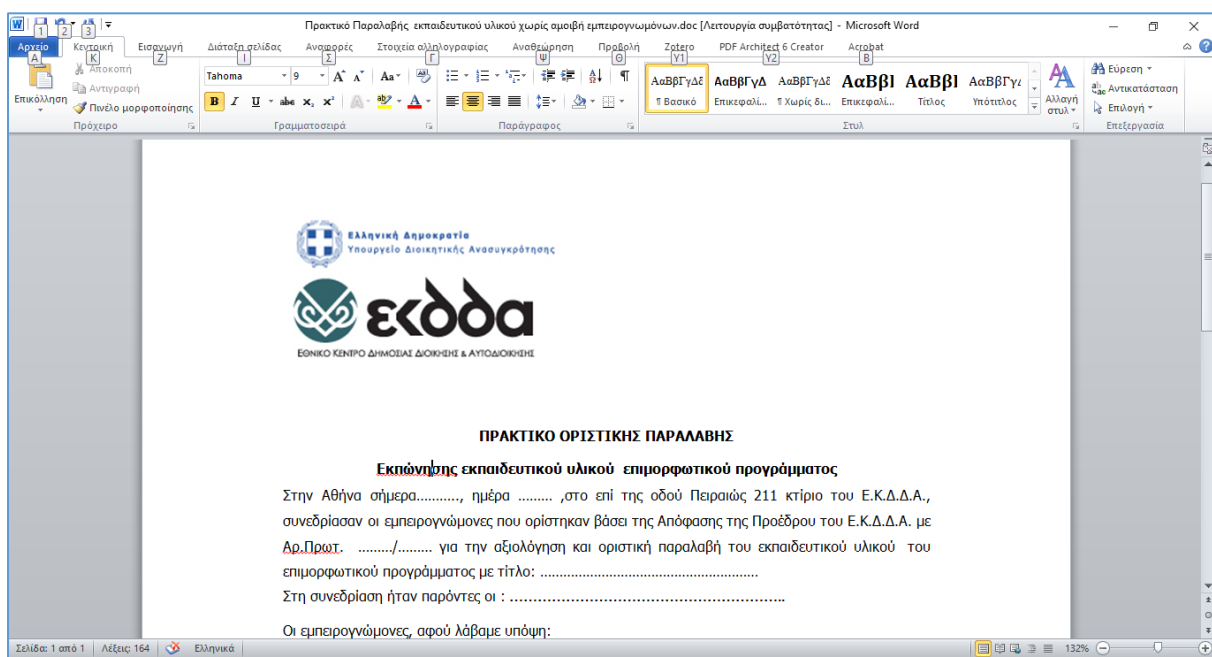 Πρακτικό Παραλαβής εκπαιδευτικού υλικού χωρίς αμοιβή εμπειρογνωμόνων.doc [Λειτουργία συμβατότητας] - Microsoft Word
1 2 3
Αρχείο Κεντρική Εισαγωγή Διάταξη σελίδας Αναφορές Στοιχεία αλληλογραφίας Αναθεώρηση Προβολή Zotero PDF Architect 6 Creator Acrobat
A K Z Ι Σ Γ Ψ Θ Y1 Y2 B
Επικόλληση
Αποκοπή
Αντιγραφή
Πινέλο μορφοποίησης
Πρόχειρο
Tahoma 9
Γραμματοσειρά
Παράγραφος
ΑαΒβΓγΔδ ΑαΒβΓγΔ ΑαΒβΓγΔδ ΑαΒβΙ ΑαΒβΙ ΑαΒβΓγ
¶ Βασικό Επικεφαλί... ¶ Χωρίς δι... Επικεφαλί... Τίτλος Υπότιτλος
Αλλαγή στυλ
Στυλ
Εύρεση
Αντικατάσταση
Επιλογή
Επεξεργασία
Ελληνική Δημοκρατία
Υπουργείο Διοικητικής Ανασυγκρότησης
εκδδα
ΕΘΝΙΚΟ ΚΕΝΤΡΟ ΔΗΜΟΣΙΑΣ ΔΙΟΙΚΗΣΗΣ & ΑΥΤΟΔΙΟΙΚΗΣΗΣ
ΠΡΑΚΤΙΚΟ ΟΡΙΣΤΙΚΗΣ ΠΑΡΑΛΑΒΗΣ
Εκπώνησης εκπαιδευτικού υλικού επιμορφωτικού προγράμματος
Στην Αθήνα σήμερα..........., ημέρα ......... ,στο επί της οδού Πειραιώς 211 κτίριο του Ε.Κ.Δ.Δ.Α.,
συνεδρίασαν οι εμπειρογνώμονες που ορίστηκαν βάσει της Απόφασης της Προέδρου του Ε.Κ.Δ.Δ.Α. με
Αρ.Πρωτ. ........./......... για την αξιολόγηση και οριστική παραλαβή του εκπαιδευτικού υλικού του
επιμορφωτικού προγράμματος με τίτλο: .........................................................
Στη συνεδρίαση ήταν παρόντες οι : ...........................................................
Οι εμπειρογνώμονες, αφού λάβαμε υπόψη:
Σελίδα: 1 από 1 Λέξεις: 164 Ελληνικά 132%